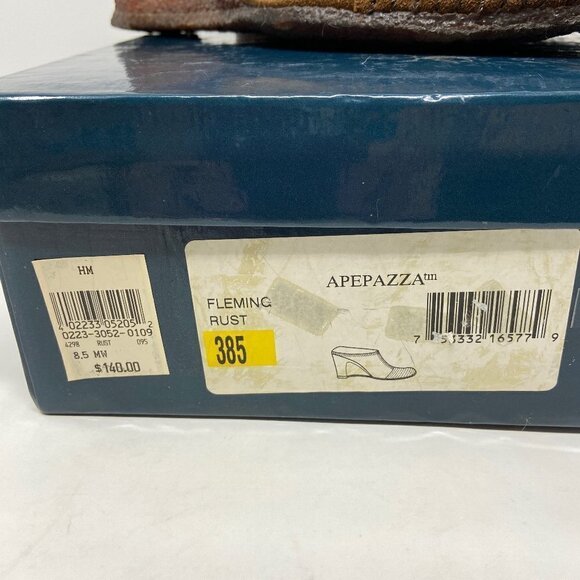 HM
4 02233 05205 2
0223-3052-0109
4298 RUST 095
8.5 MW
$140.00
APEPAZZA™
FLEMING
RUST
385
7 53332 16577 9